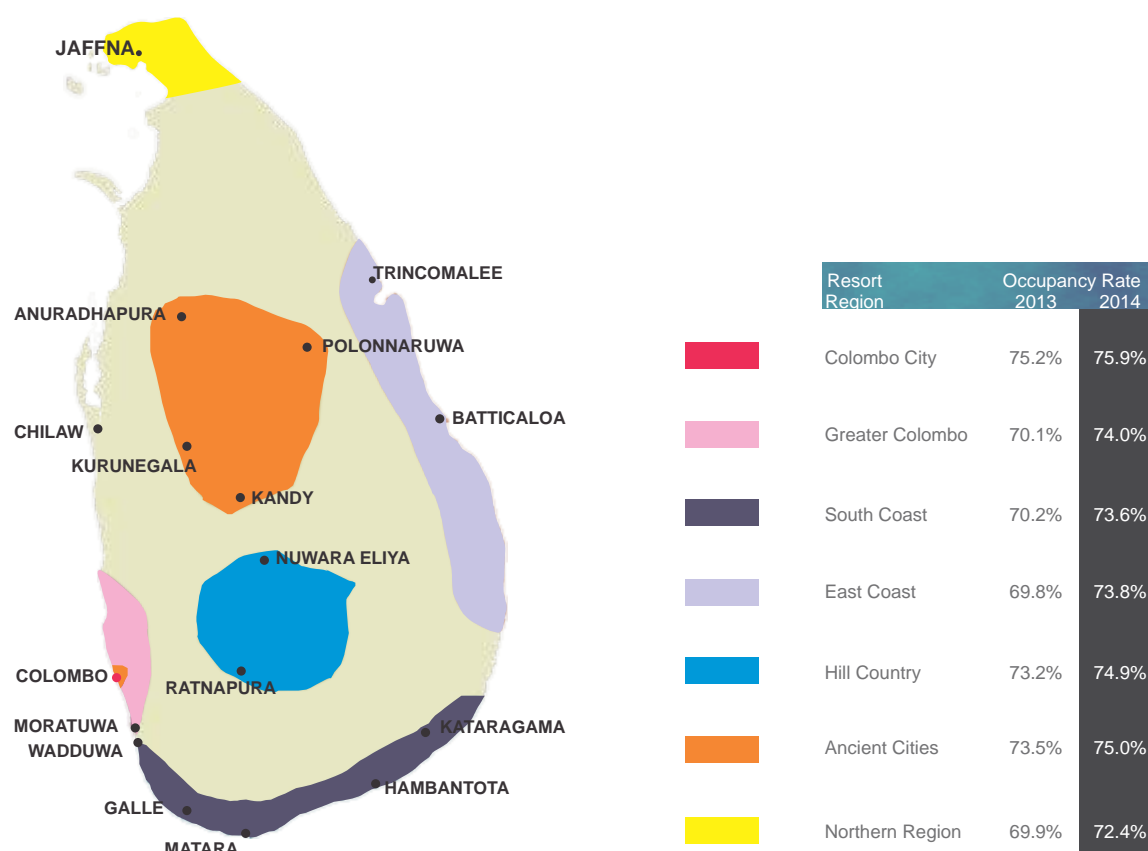 JAFFNA
TRINCOMALEE
ANURADHAPURA
POLONNARUWA
BATTICALOA
CHILAW
KURUNEGALA
KANDY
NUWARA ELIYA
COLOMBO
RATNAPURA
MORATUWA
KATARAGAMA
WADDUWA
HAMBANTOTA
GALLE
MATARA
Resort Occupancy Rate
Region 2013 2014
Colombo City 75.2% 75.9%
Greater Colombo 70.1% 74.0%
South Coast 70.2% 73.6%
East Coast 69.8% 73.8%
Hill Country 73.2% 74.9%
Ancient Cities 73.5% 75.0%
Northern Region 69.9% 72.4%